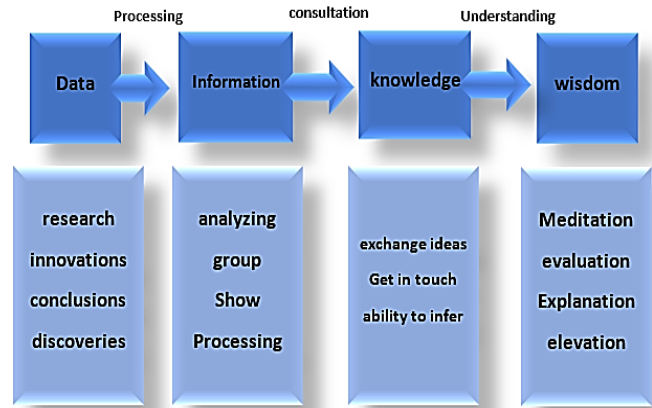 Processing
consultation
Understanding
Data
Information
knowledge
wisdom
research
innovations
conclusions
discoveries
analyzing
group
Show
Processing
exchange ideas
Get in touch
ability to infer
Meditation
evaluation
Explanation
elevation